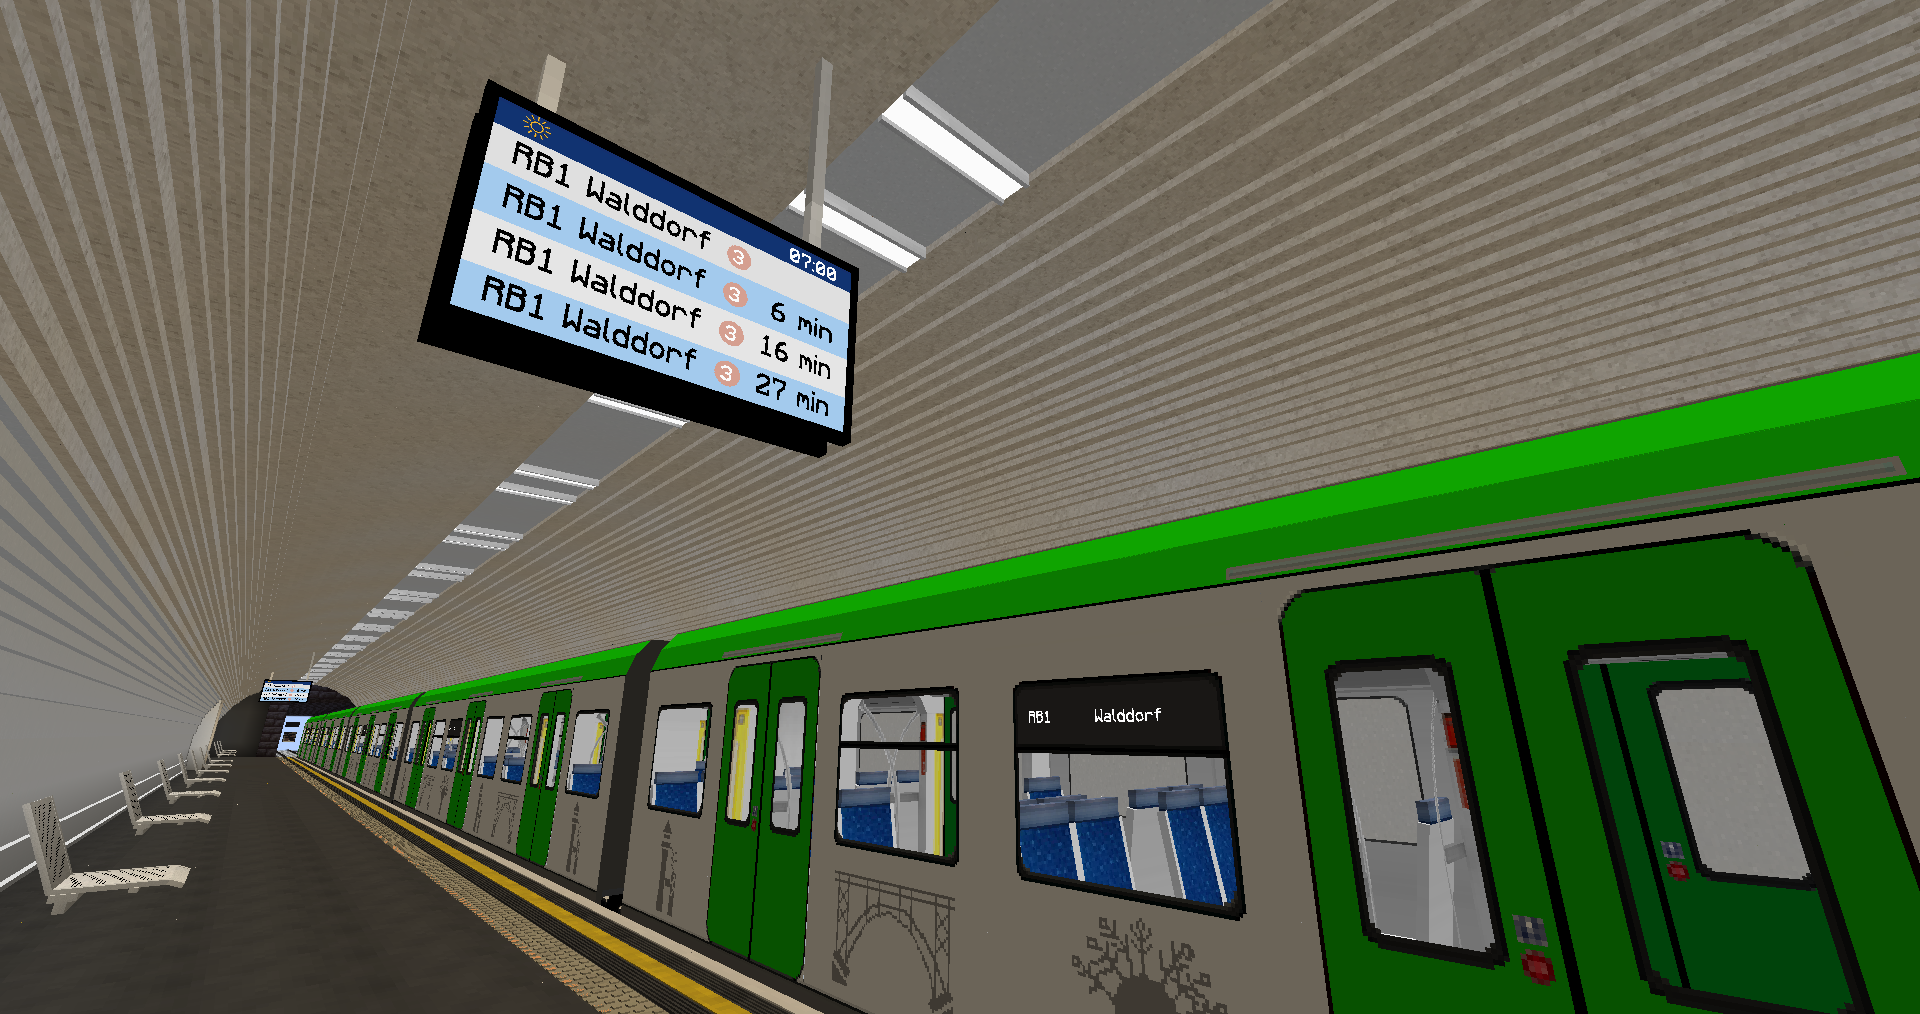 07:00
RB1 Walddorf 3
RB1 Walddorf 3 6 min
RB1 Walddorf 3 16 min
RB1 Walddorf 3 27 min
RB1 Walddorf